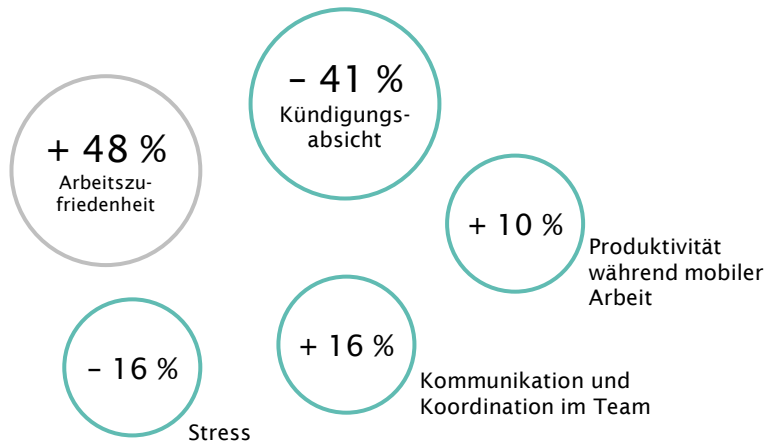 – 41 %
Kündigungs-
absicht
+ 48 %
Arbeitszu-
friedenheit
+ 10 %
Produktivität
während mobiler
Arbeit
– 16 %
Stress
+ 16 %
Kommunikation und
Koordination im Team